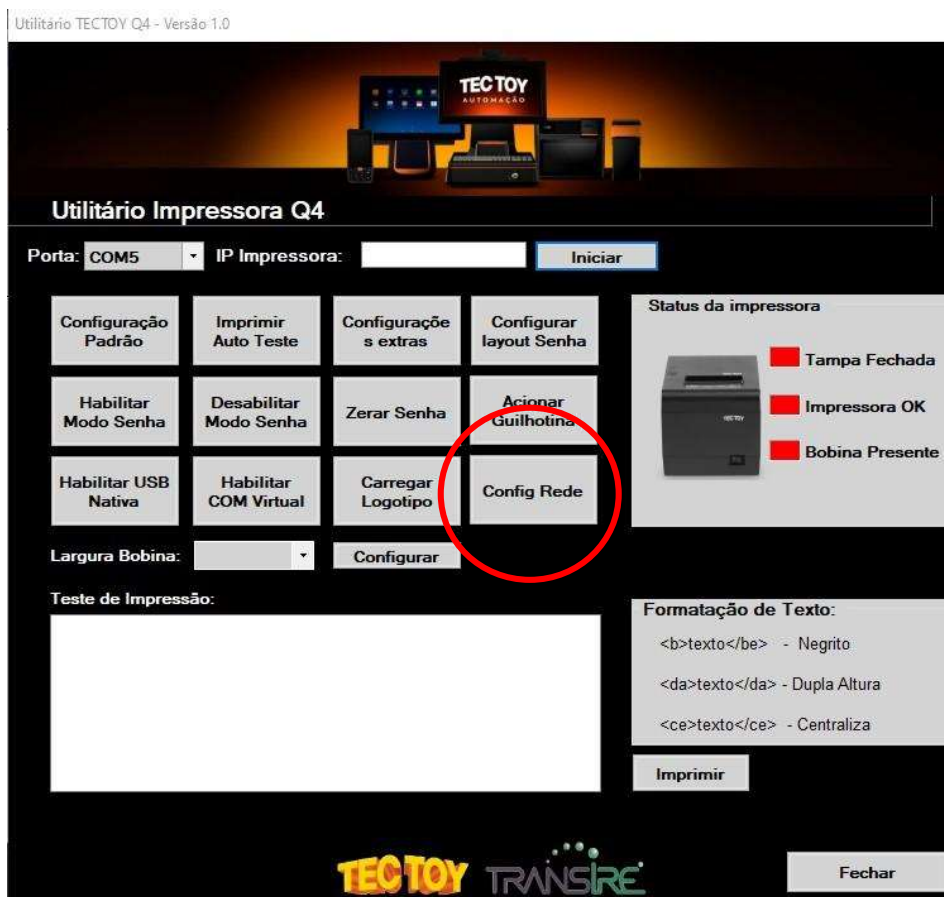 Utilitário TECTOY Q4 - Versão 1.0
TECTOY
AUTOMAÇÃO
Utilitário Impressora Q4
Porta: COM5 IP Impressora: Iniciar
Configuração
Padrão
Imprimir
Auto Teste
Configuraçõe
s extras
Configurar
layout Senha
Habilitar
Modo Senha
Desabilitar
Modo Senha
Zerar Senha
Acionar
Guilhotina
Habilitar USB
Nativa
Habilitar
COM Virtual
Carregar
Logotipo
Config Rede
Status da impressora
Tampa Fechada
Impressora OK
Bobina Presente
Largura Bobina: Configurar
Teste de Impressão:
Formatação de Texto:
<b>texto</be> - Negrito
<da>texto</da> - Dupla Altura
<ce>texto</ce> - Centraliza
Imprimir
TECTOY TRANSIRE
Fechar